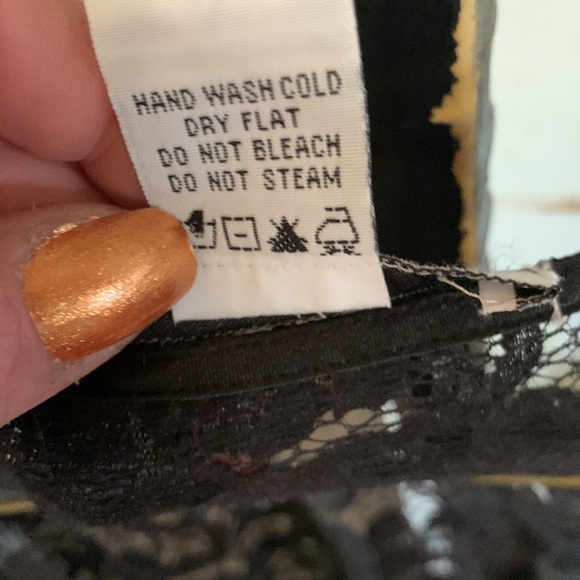 HAND WASH COLD
DRY FLAT
DO NOT BLEACH
DO NOT STEAM